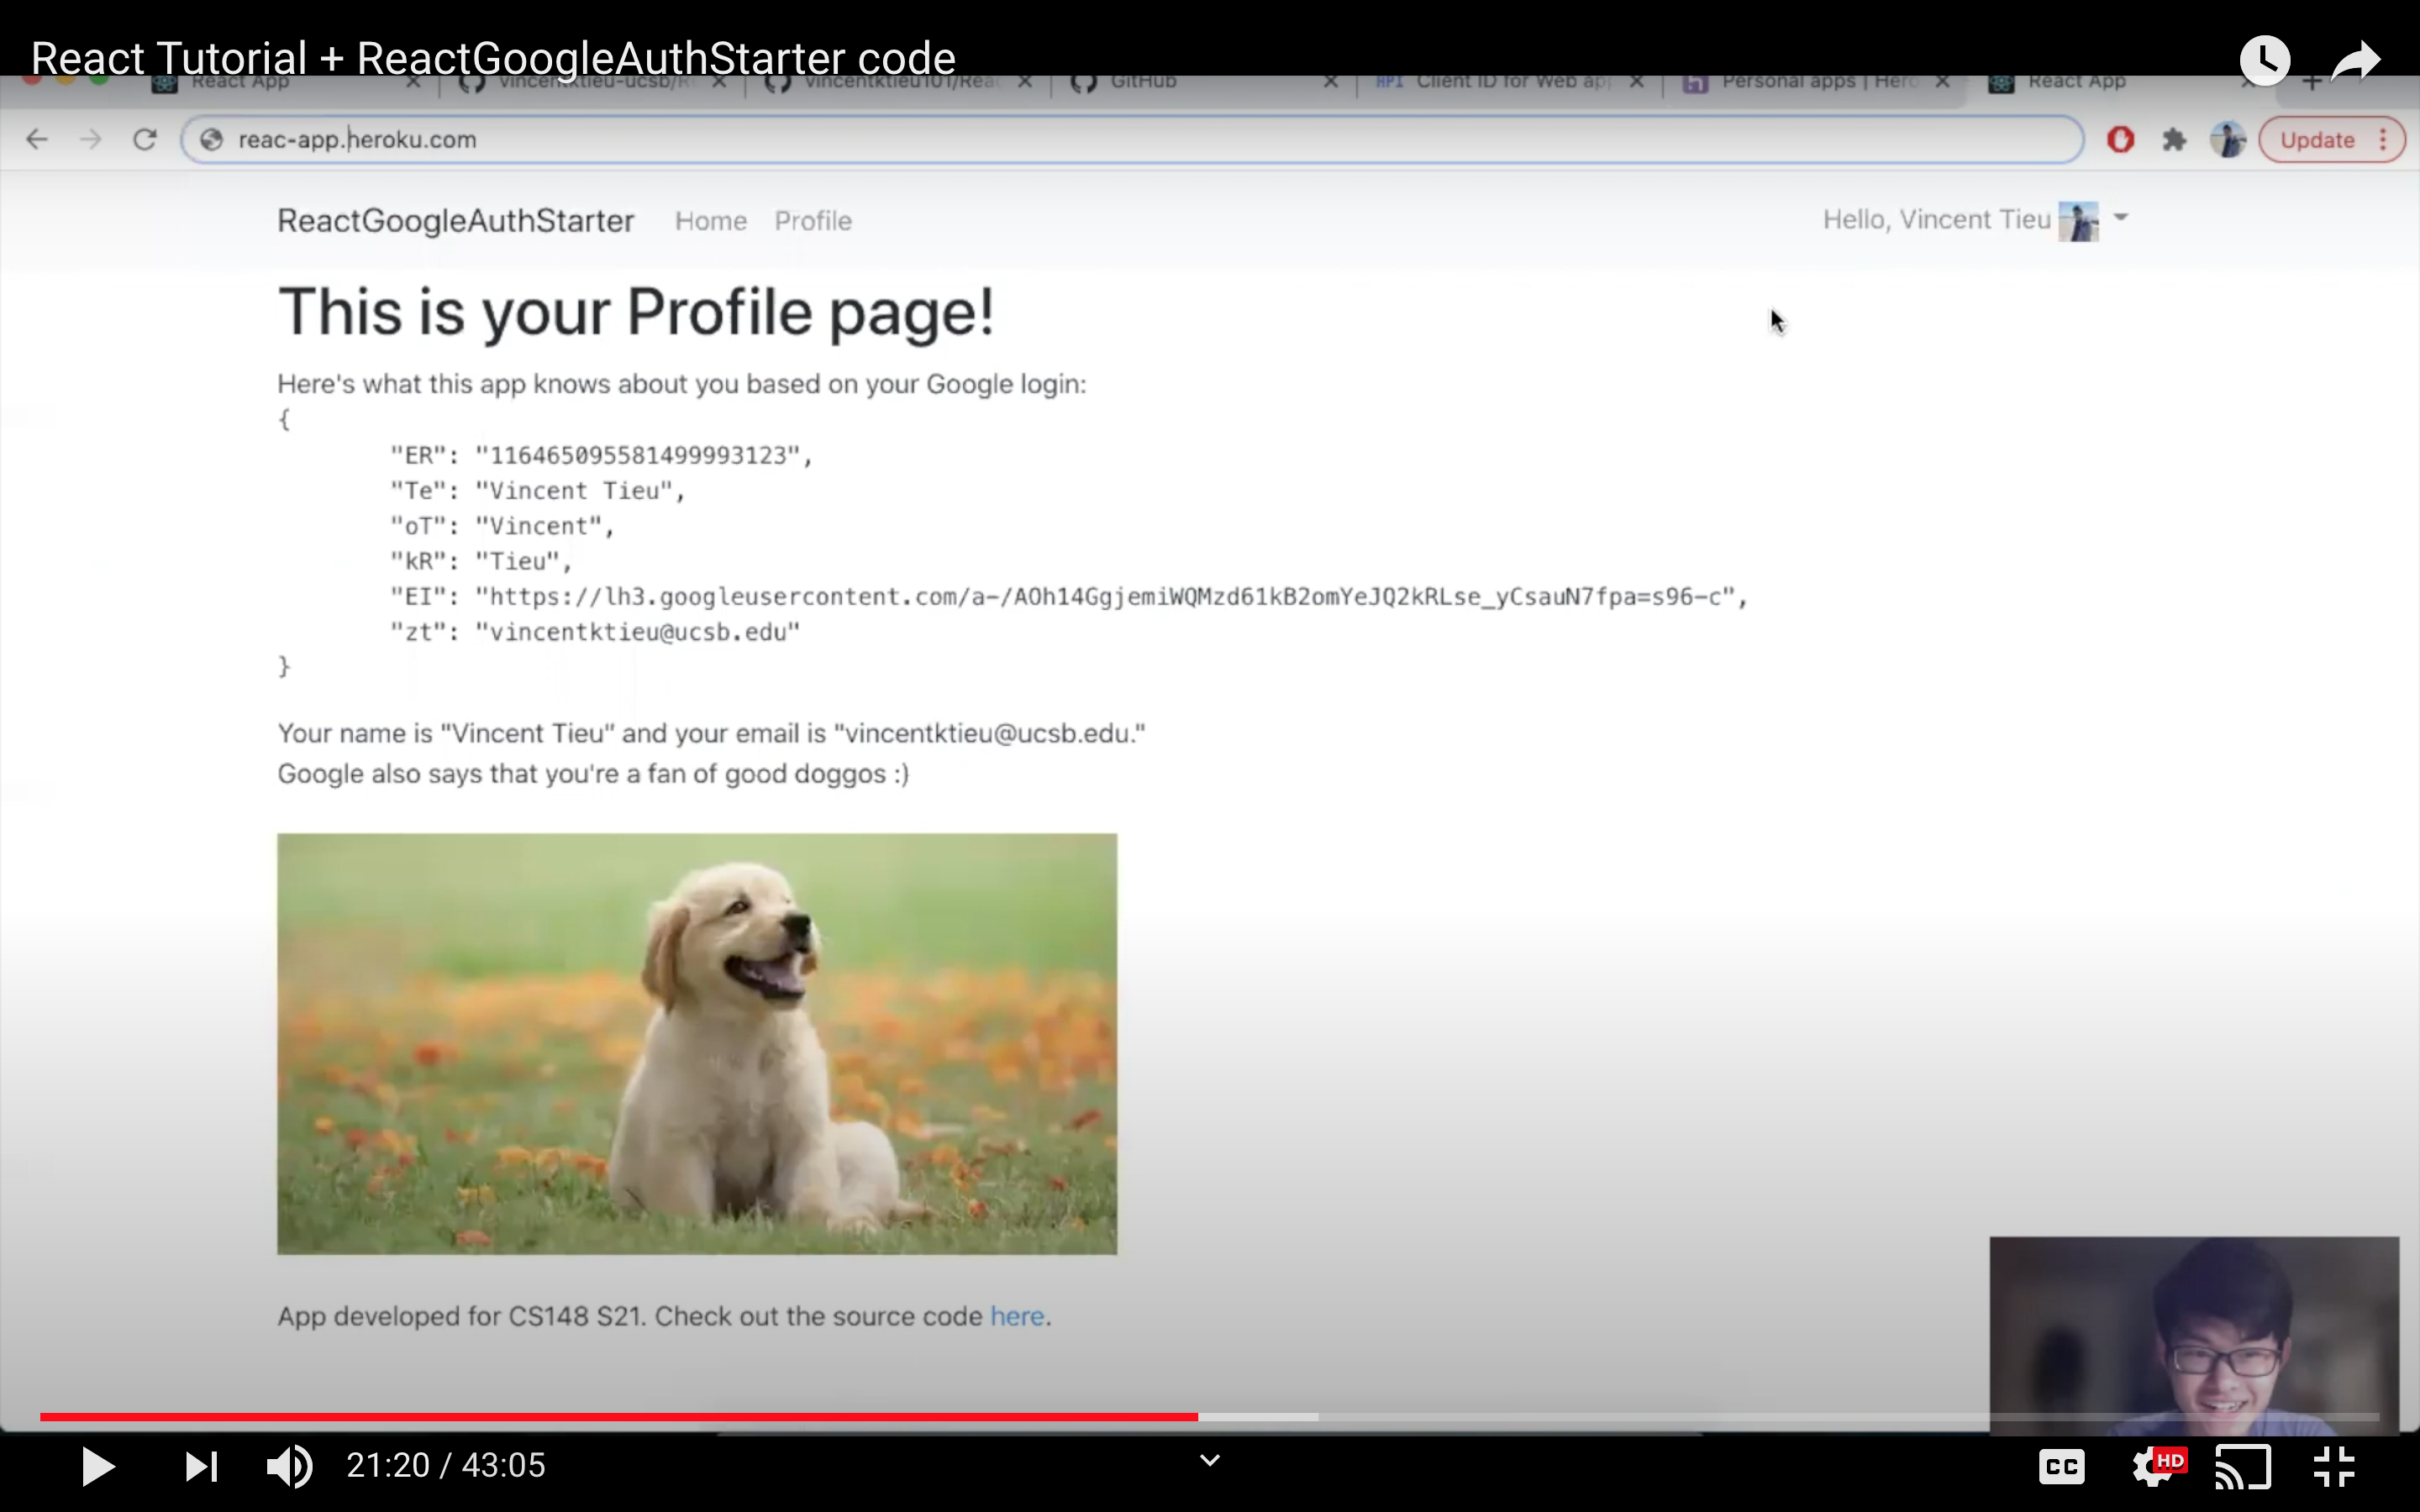 React Tutorial + ReactGoogleAuthStarter code
React App
vincentktieu-ucsb/R
vincentktieu101/Reac
GitHub
API Client ID for Web ap
Personal apps | Herc
React App
reac-app.heroku.com
Update
ReactGoogleAuthStarter Home Profile
Hello, Vincent Tieu
This is your Profile page!
Here's what this app knows about you based on your Google login:
{
"ER": "116465095581499993123",
"Te": "Vincent Tieu",
"oT": "Vincent",
"kR": "Tieu",
"EI": "https://lh3.googleusercontent.com/a-/AOh14GgjemiWQMzd61kB2omYeJQ2kRLse_yCsauN7fpa=s96-c",
"zt": "vincentktieu@ucsb.edu"
}
Your name is "Vincent Tieu" and your email is "vincentktieu@ucsb.edu."
Google also says that you're a fan of good doggos :)
App developed for CS148 S21. Check out the source code here.
21:20 / 43:05
CC
HD